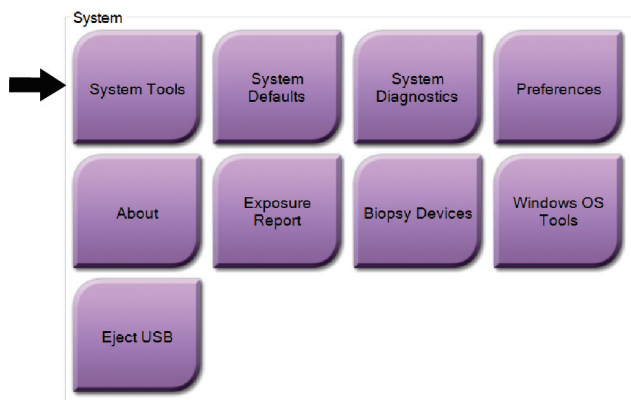 System
System Tools
System
Defaults
System
Diagnostics
Preferences
About
Exposure
Report
Biopsy Devices
Windows OS
Tools
Eject USB